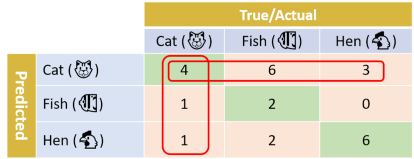 True/Actual
Cat () Fish () Hen ()
Predicted
Cat () 4 6 3
Fish () 1 2 0
Hen () 1 2 6